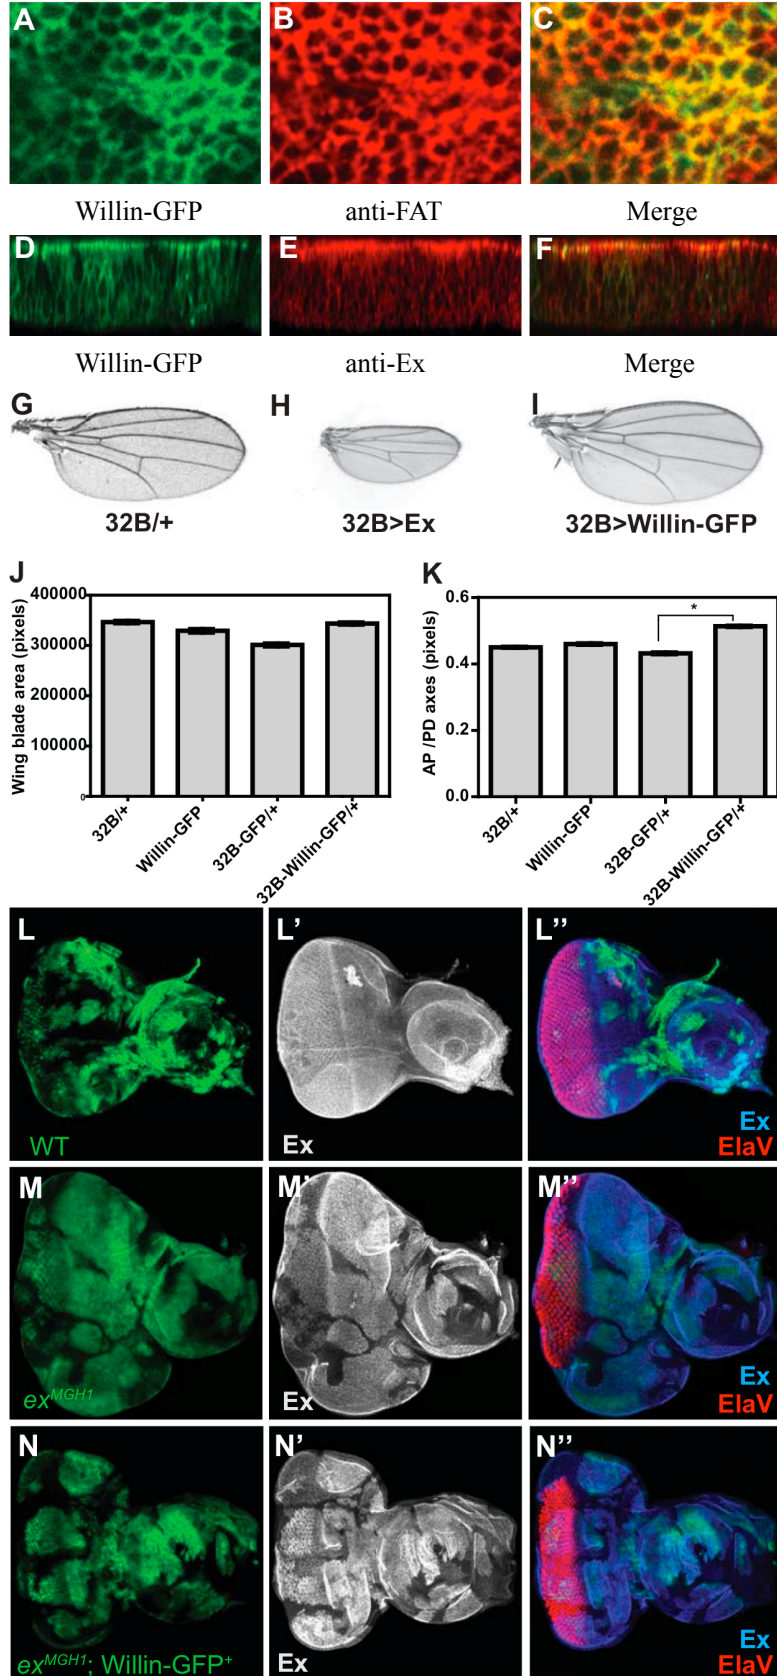 A B C
Willin-GFP anti-FAT Merge
D E F
Willin-GFP anti-Ex Merge
G H I
32B/+ 32B>Ex 32B>Willin-GFP
J
Wing blade area (pixels)
400000
300000
200000
100000
0
32B/+ Willin-GFP 32B-GFP/+ 32B-Willin-GFP/+
K
AP /PD axes (pixels)
0.6
0.4
0.2
0.0
*
32B/+ Willin-GFP 32B-GFP/+ 32B-Willin-GFP/+
L L’ L’’
WT Ex Ex
ElaV
M M’ M’’
ex^MGH1 Ex Ex
ElaV
N N’ N’’
ex^MGH1; Willin-GFP⁺ Ex Ex
ElaV